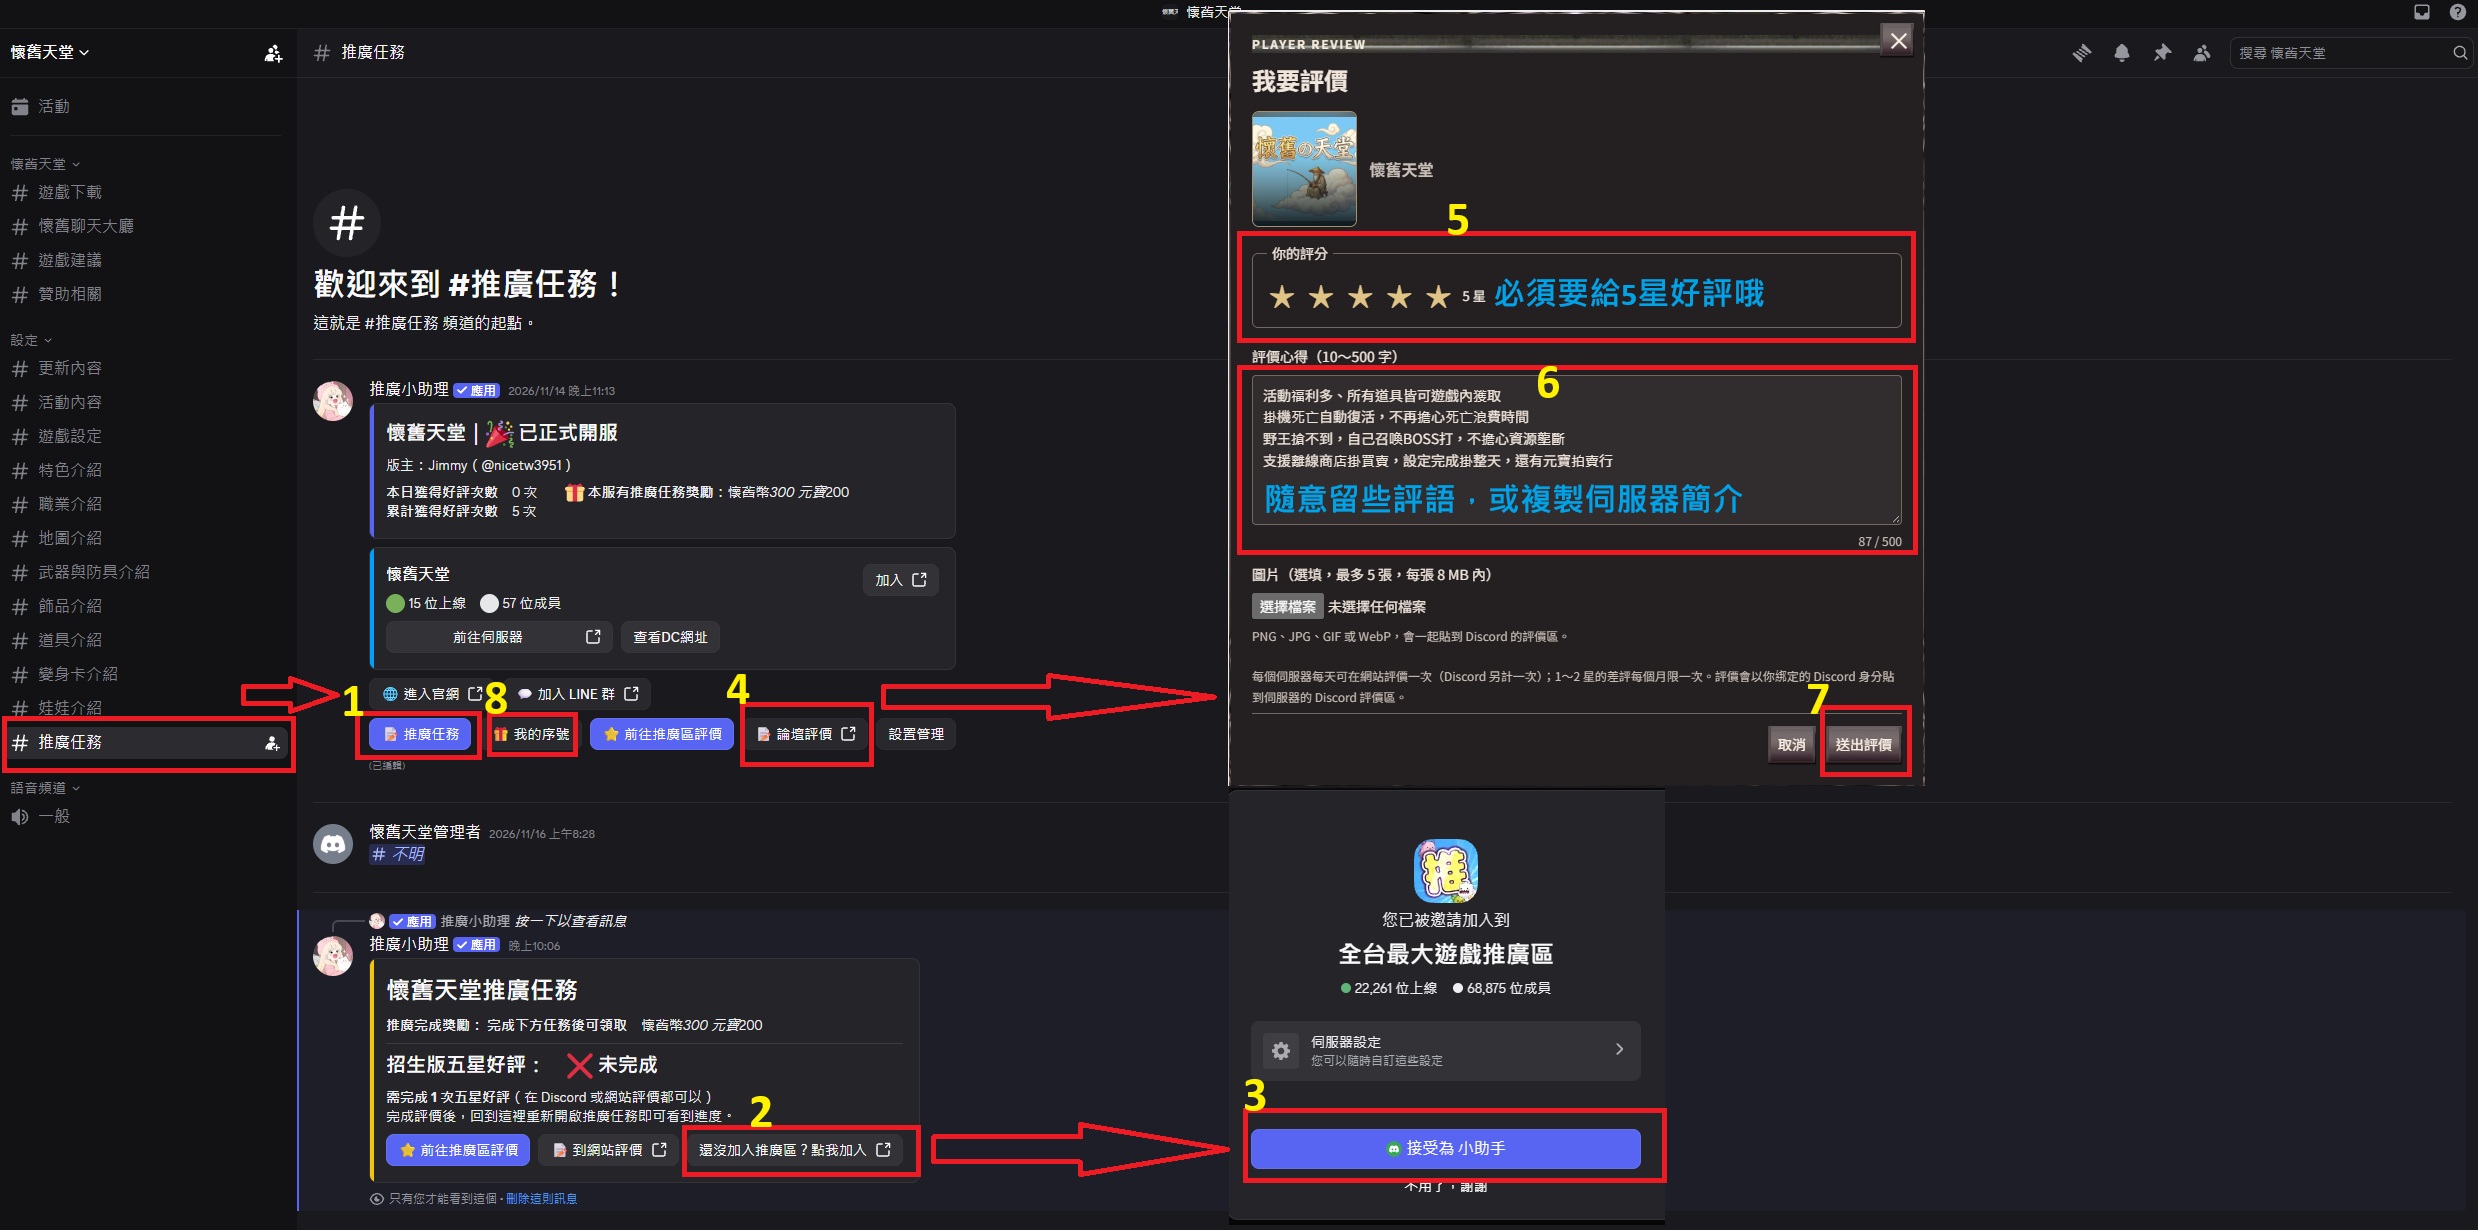 懷舊天堂
懷舊天堂
# 推廣任務
搜尋 懷舊天堂
活動
懷舊天堂
# 遊戲下載
# 懷舊聊天大廳
# 遊戲建議
# 贊助相關
設定
# 更新內容
# 活動內容
# 遊戲設定
# 特色介紹
# 職業介紹
# 地圖介紹
# 武器與防具介紹
# 飾品介紹
# 道具介紹
# 變身卡介紹
# 娃娃介紹
# 推廣任務
語音頻道
一般
#
歡迎來到 #推廣任務！
這就是 #推廣任務 頻道的起點。
推廣小助理 應用 2026/11/14 晚上11:13
懷舊天堂 | 已正式開服
版主：Jimmy ( @nicetw3951 )
本日獲得好評次數 0 次 本服有推廣任務獎勵：懷舊幣300 元寶200
累計獲得好評次數 5 次
懷舊天堂
加入
15 位上線 57 位成員
前往伺服器 查看DC網址
1 進入官網 8 加入 LINE 群 4
推廣任務 我的序號 前往推廣區評價 論壇評價 設置管理
(已編輯)
懷舊天堂管理者 2026/11/16 上午8:28
# 不明
應用 推廣小助理 按一下以查看訊息
推廣小助理 應用 晚上10:06
懷舊天堂推廣任務
推廣完成獎勵： 完成下方任務後可領取 懷舊幣300 元寶200
招生版五星好評： 未完成
需完成 1 次五星好評 ( 在 Discord 或網站評價都可以 )
完成評價後，回到這裡重新開啟推廣任務即可看到進度。
2
前往推廣區評價 到網站評價 還沒加入推廣區？點我加入
只有您才能看到這個・刪除這則訊息
PLAYER REVIEW
我要評價
懷舊の天堂
懷舊天堂
5
你的評分
5 星 必須要給5星好評哦
評價心得（10～500 字）
6
活動福利多、所有道具皆可遊戲內獲取
掛機死亡自動復活，不再擔心死亡浪費時間
野王搶不到，自己召喚BOSS打，不擔心資源壟斷
支援離線商店掛買賣，設定完成掛整天，還有元寶拍賣行
隨意留些評語，或複製伺服器簡介
87 / 500
圖片（選填，最多 5 張，每張 8 MB 內）
選擇檔案 未選擇任何檔案
PNG、JPG、GIF 或 WebP，會一起貼到 Discord 的評價區。
每個伺服器每天可在網站評價一次（Discord 另計一次）；1～2 星的差評每個月限一次。評價會以你綁定的 Discord 身分貼
到伺服器的 Discord 評價區。
7
取消 送出評價
推
您已被邀請加入到
全台最大遊戲推廣區
22,261 位上線 68,875 位成員
伺服器設定
您可以隨時自訂這些設定
3
接受為 小助手
不用了，謝謝